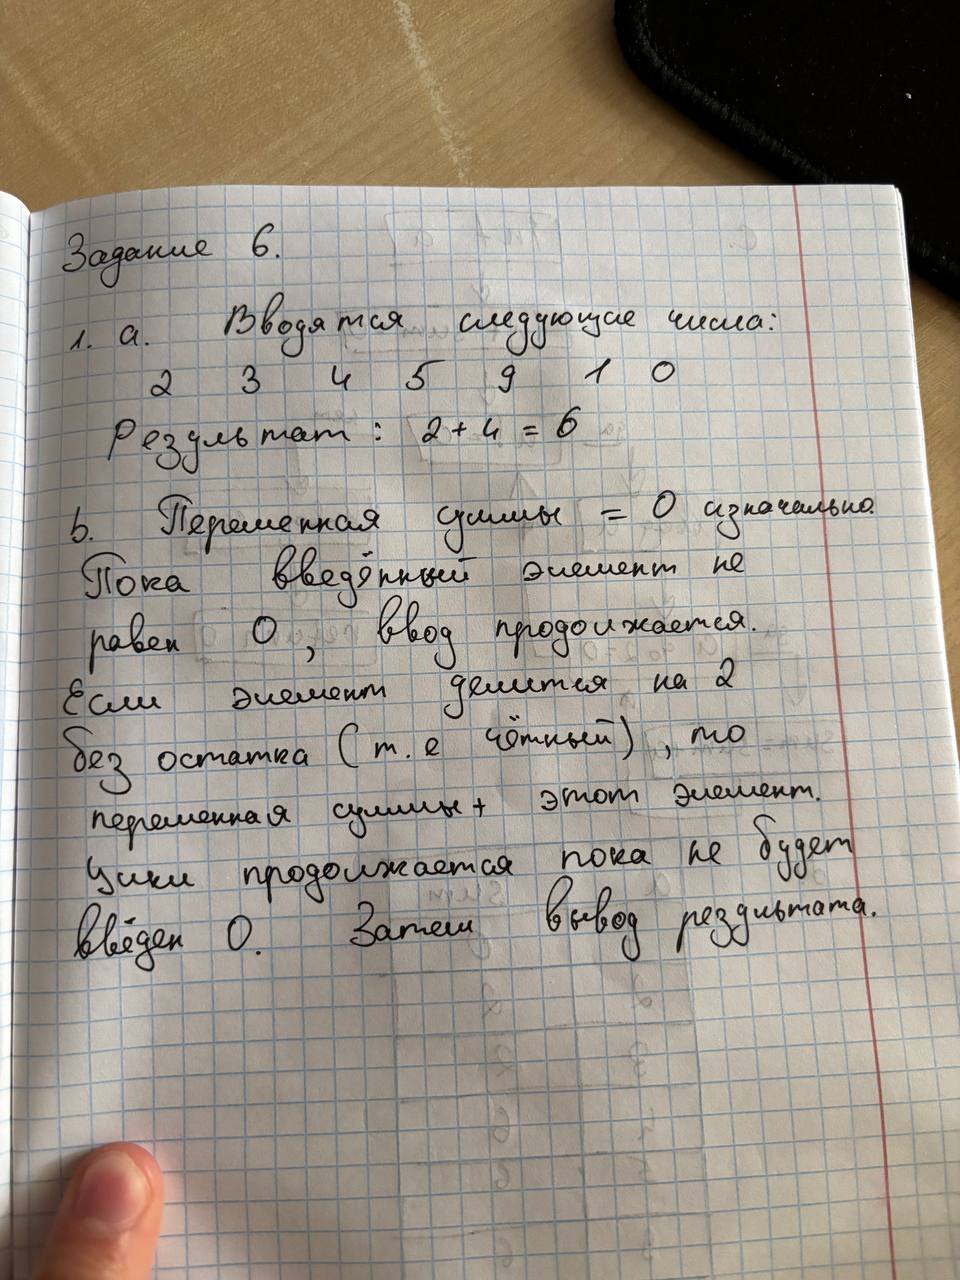 Задание 6.
1. а. Вводятся следующие числа:
2 3 4 5 9 1 0
Результат: 2+4=6
b. Переменная суммы = 0 изначально.
Пока введённый элемент не
равен 0, ввод продолжается.
Если элемент делится на 2
без остатка (т.е чётный), то
переменная суммы + этот элемент.
Цикл продолжается пока не будет
введен 0. Затем вывод результата.